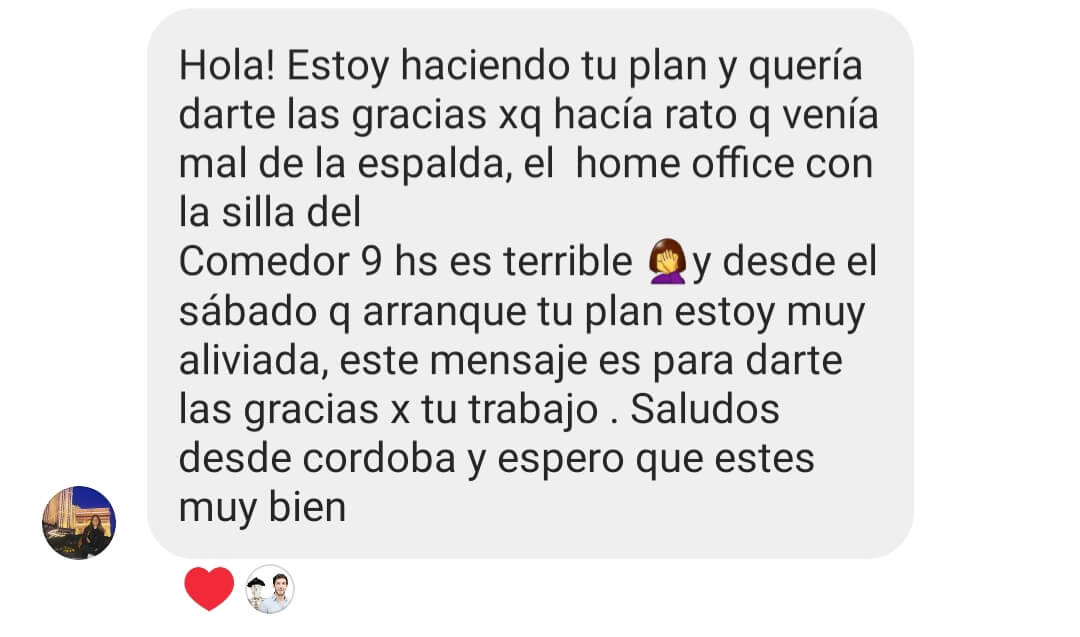 Hola! Estoy haciendo tu plan y quería
darte las gracias xq hacía rato q venía
mal de la espalda, el  home office con
la silla del
Comedor 9 hs es terrible 🤦‍♀️y desde el
sábado q arranque tu plan estoy muy
aliviada, este mensaje es para darte
las gracias x tu trabajo . Saludos
desde cordoba y espero que estes
muy bien